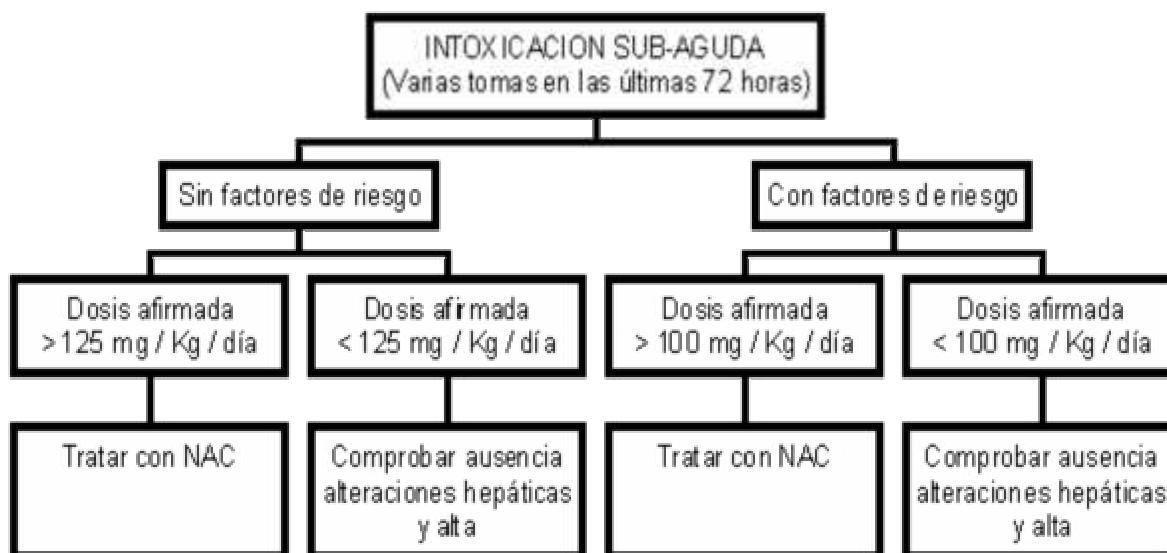 INTOXICACION SUB-AGUDA
(Varias tomas en las últimas 72 horas)
Sin factores de riesgo
Con factores de riesgo
Dosis afirmada
> 125 mg / Kg / día
Dosis afirmada
< 125 mg / Kg / día
Dosis afirmada
> 100 mg / Kg / día
Dosis afirmada
< 100 mg / Kg / día
Tratar con NAC
Comprobar ausencia
alteraciones hepáticas
y alta
Tratar con NAC
Comprobar ausencia
alteraciones hepáticas
y alta